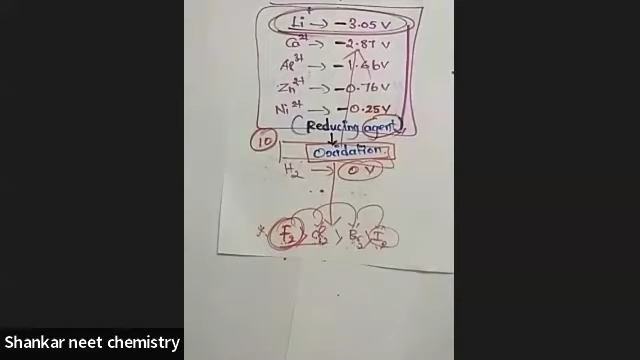 Li⁺ → -3.05 V
Ca²⁺ → -2.87 V
Al³⁺ → -1.66 V
Zn²⁺ → -0.76 V
Ni²⁺ → -0.25 V
(Reducing agent)
10
Oxidation
H₂ → 0 V
* F₂ > Cl₂ > Br₂ > I₂
Shankar neet chemistry